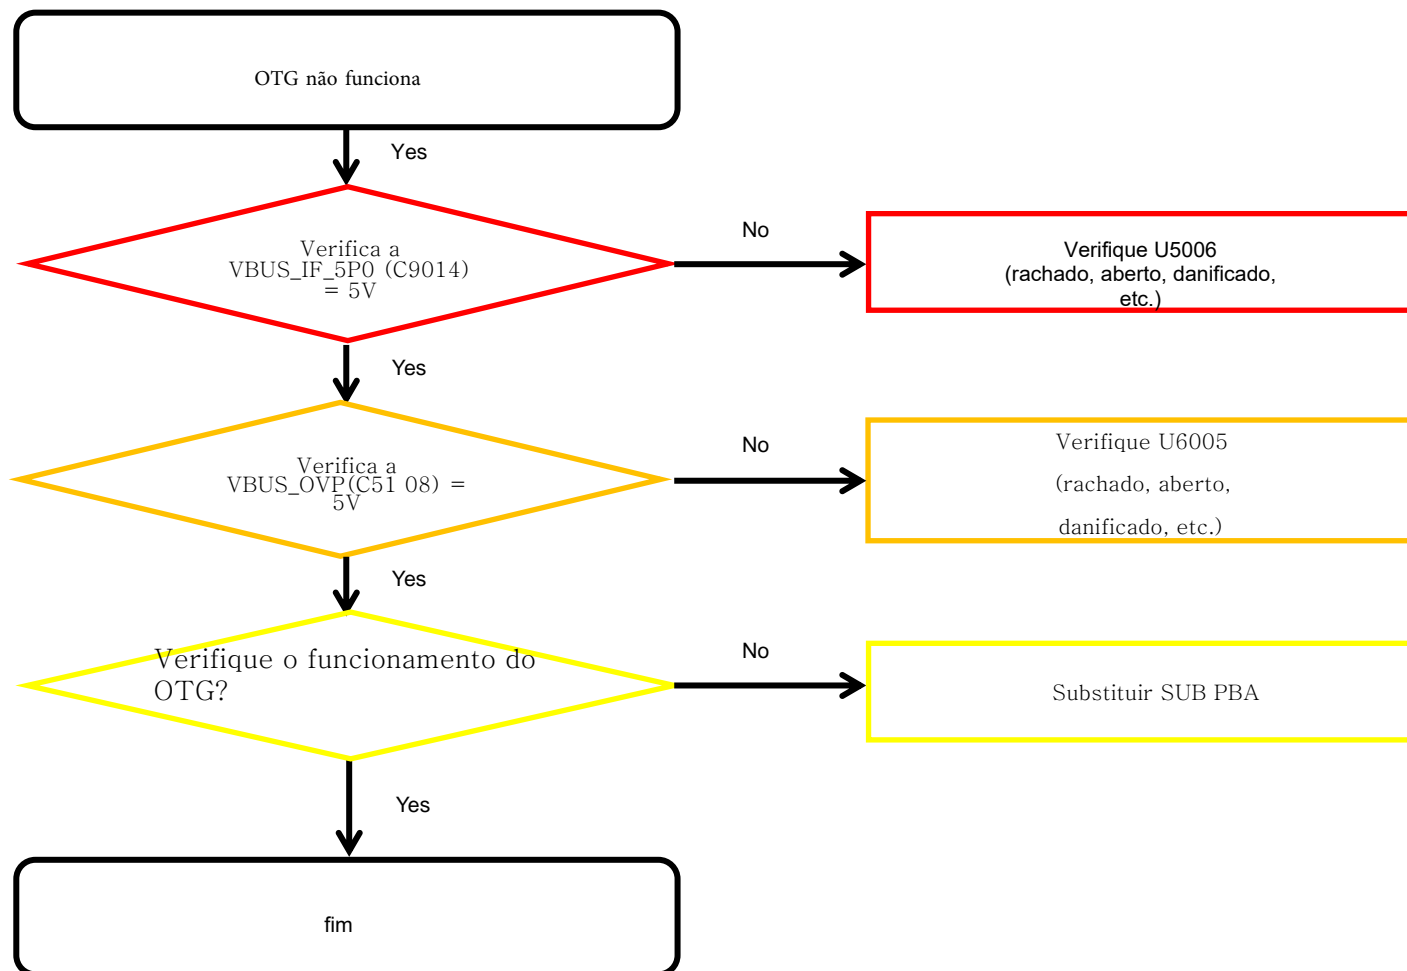 OTG não funciona
Yes
Verifica a
VBUS_IF_5P0 (C9014)
= 5V
No
Verifique U5006
(rachado, aberto, danificado,
etc.)
Yes
Verifica a
VBUS_OVP(C51 08) =
5V
No
Verifique U6005
(rachado, aberto,
danificado, etc.)
Yes
Verifique o funcionamento do
OTG?
No
Substituir SUB PBA
Yes
fim